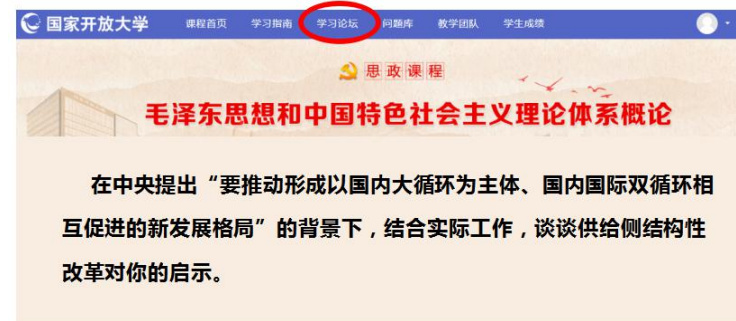 国家开放大学 课程首页 学习指南 学习论坛 问题库 教学团队 学生成绩
思政课程
毛泽东思想和中国特色社会主义理论体系概论
在中央提出“要推动形成以国内大循环为主体、国内国际双循环相
互促进的新发展格局”的背景下，结合实际工作，谈谈供给侧结构性
改革对你的启示。